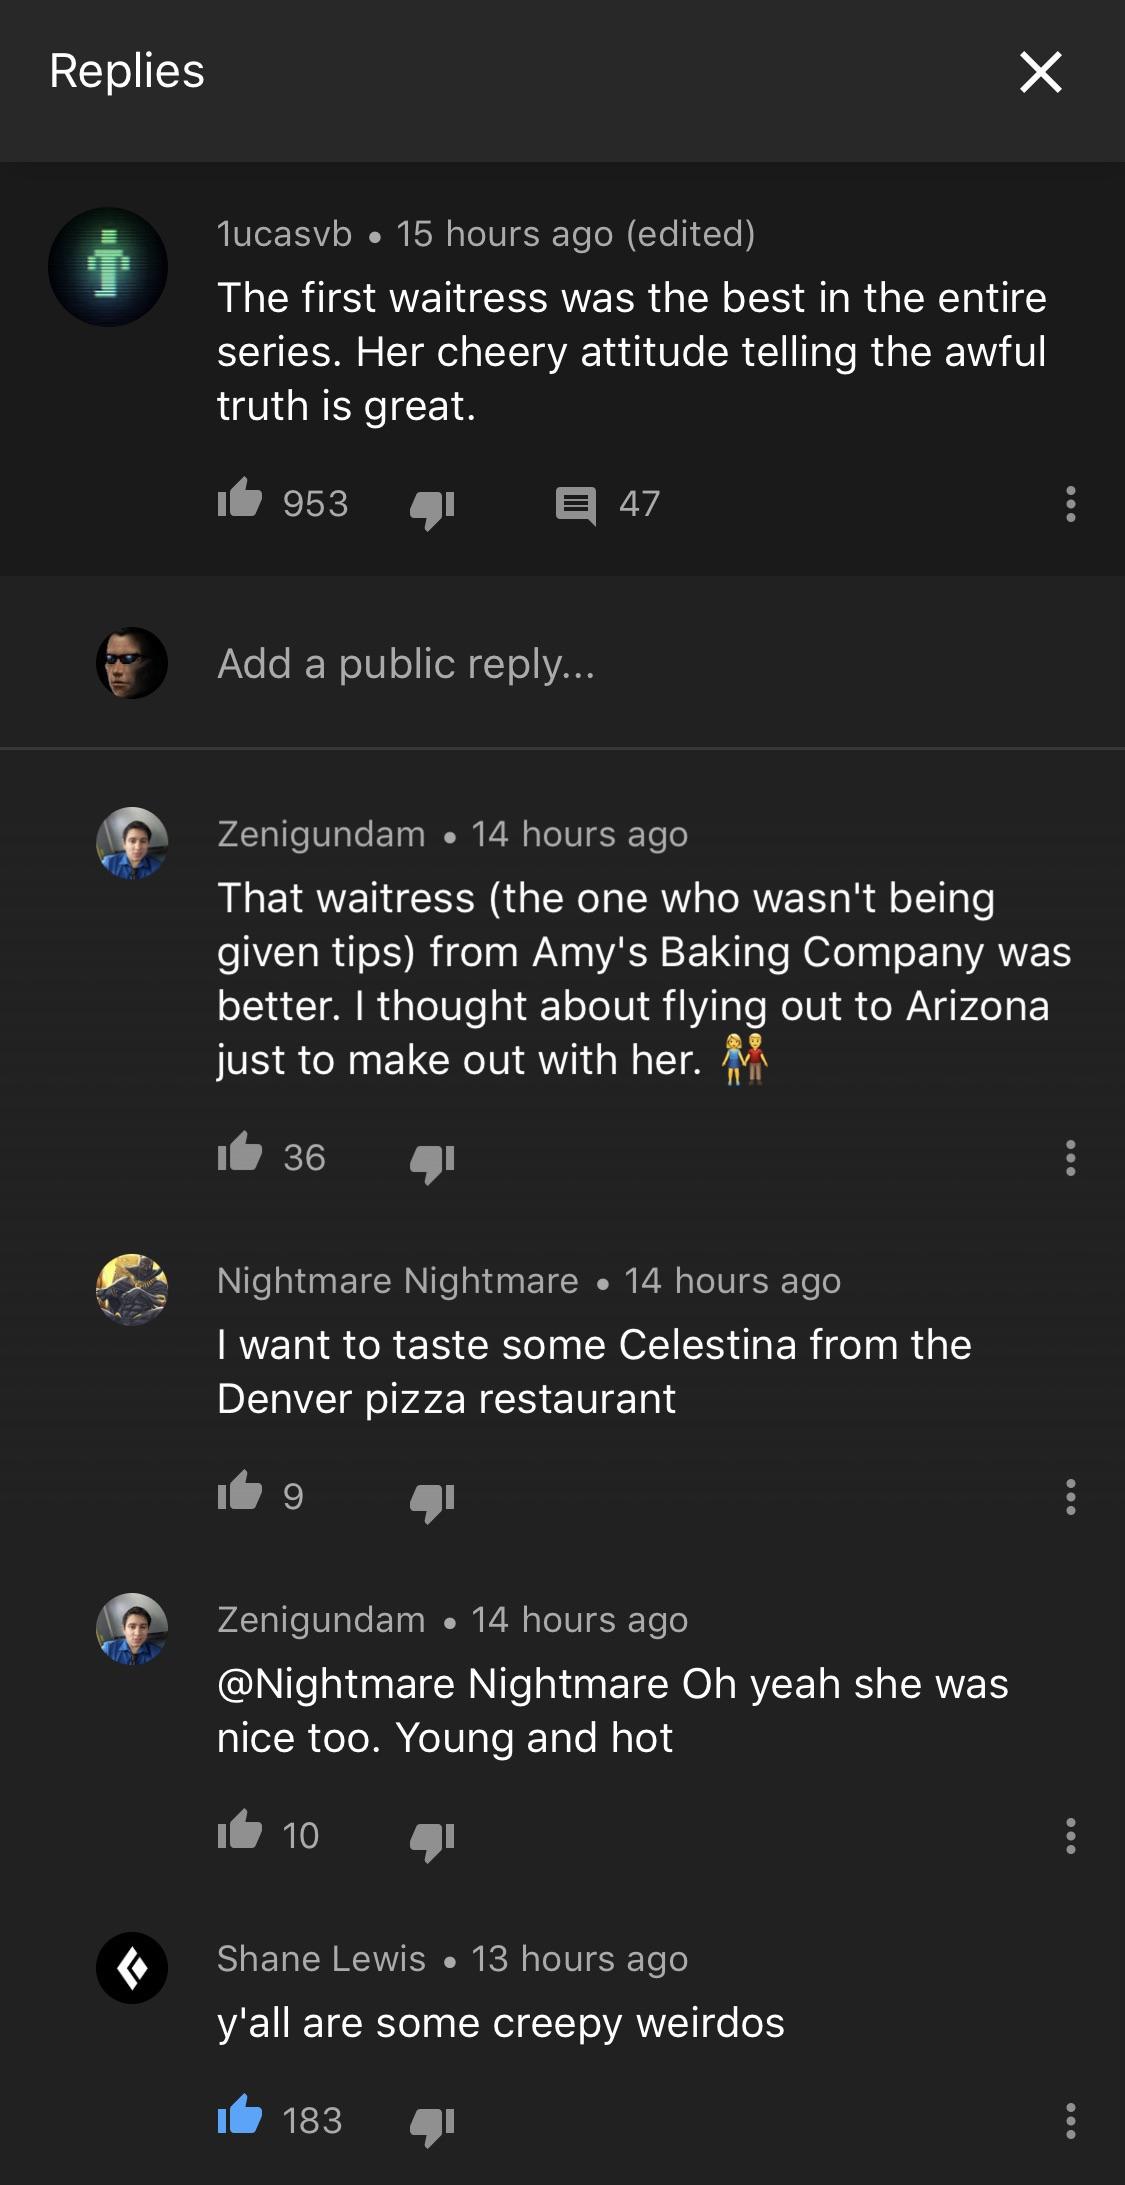 Replies
1ucasvb • 15 hours ago (edited)
The first waitress was the best in the entire
series. Her cheery attitude telling the awful
truth is great.
953 47
Add a public reply...
Zenigundam • 14 hours ago
That waitress (the one who wasn't being
given tips) from Amy's Baking Company was
better. I thought about flying out to Arizona
just to make out with her. 👫
36
Nightmare Nightmare • 14 hours ago
I want to taste some Celestina from the
Denver pizza restaurant
9
Zenigundam • 14 hours ago
@Nightmare Nightmare Oh yeah she was
nice too. Young and hot
10
Shane Lewis • 13 hours ago
y'all are some creepy weirdos
183